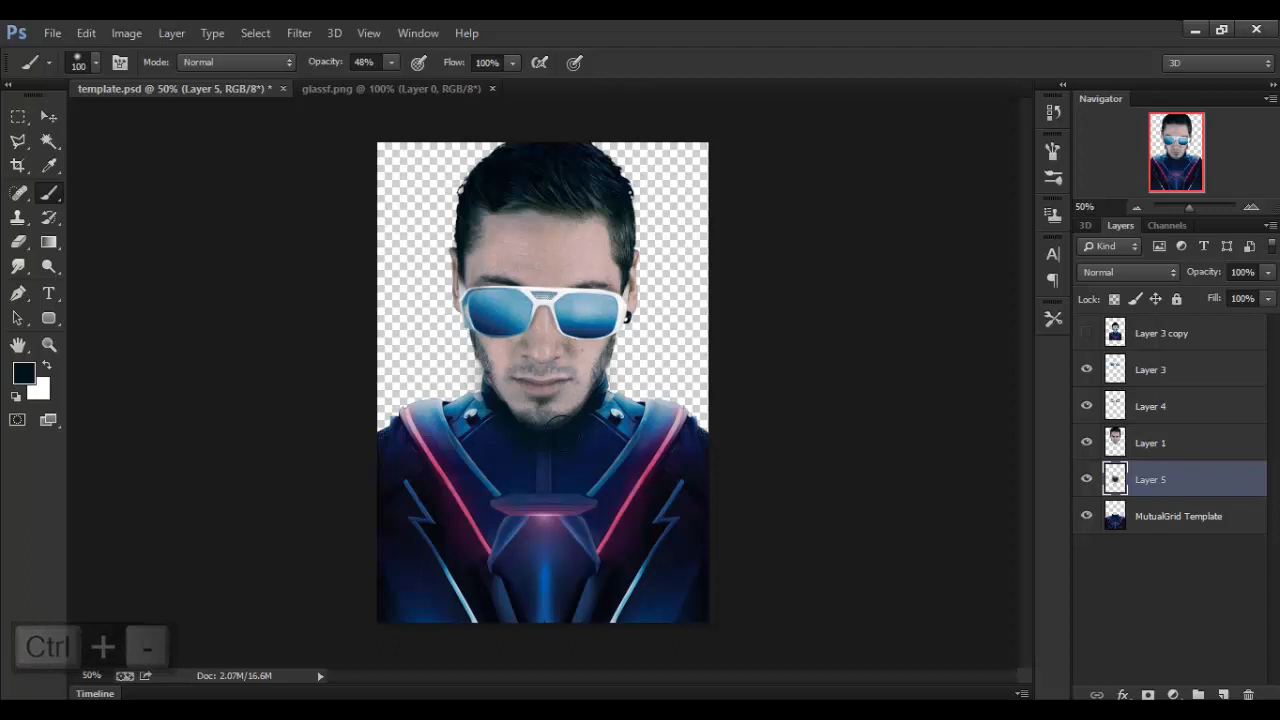 Ps File Edit Image Layer Type Select Filter 3D View Window Help
100 Mode: Normal Opacity: 48% Flow: 100% 3D
template.psd @ 50% (Layer 5, RGB/8*) * glassf.png @ 100% (Layer 0, RGB/8*)
Navigator
50%
3D Layers Channels
Kind
Normal Opacity: 100%
Lock: Fill: 100%
Layer 3 copy
Layer 3
Layer 4
Layer 1
Layer 5
MutualGrid Template
Ctrl + -
50% Doc: 2.07M/16.6M
Timeline